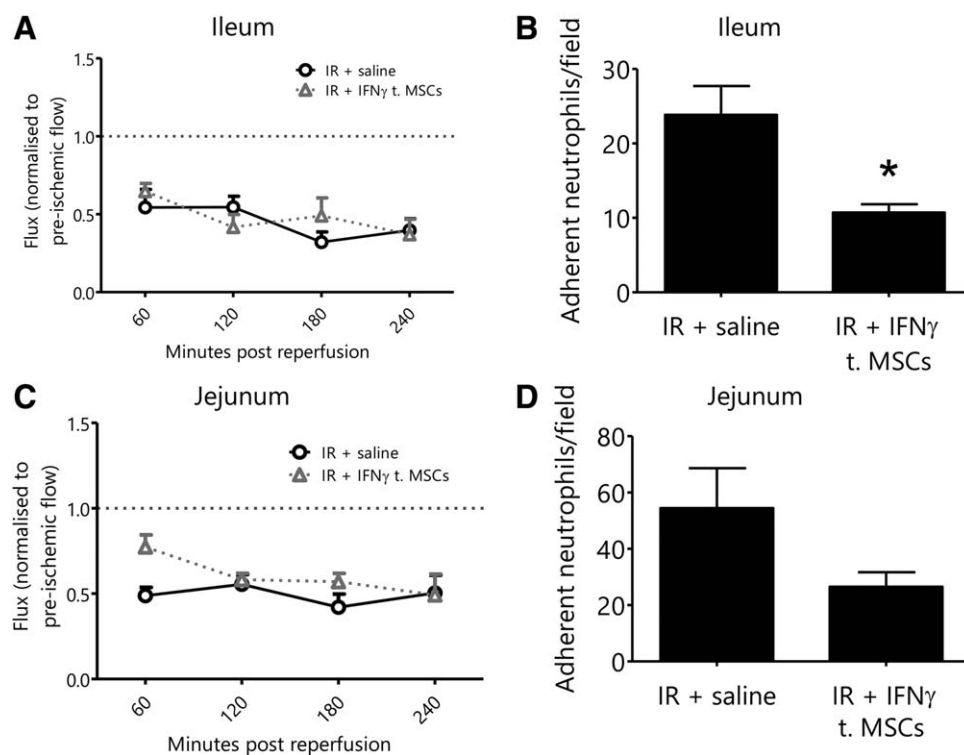 A
Ileum
Flux (normalised to
pre-ischemic flow)
1.5
1.0
0.5
0.0
IR + saline
IR + IFNγ t. MSCs
60
120
180
240
Minutes post reperfusion
B
Ileum
Adherent neutrophils/field
30
20
10
0
*
IR + saline
IR + IFNγ
t. MSCs
C
Jejunum
Flux (normalised to
pre-ischemic flow)
1.5
1.0
0.5
0.0
IR + saline
IR + IFNγ t. MSCs
60
120
180
240
Minutes post reperfusion
D
Jejunum
Adherent neutrophils/field
80
60
40
20
0
IR + saline
IR + IFNγ
t. MSCs